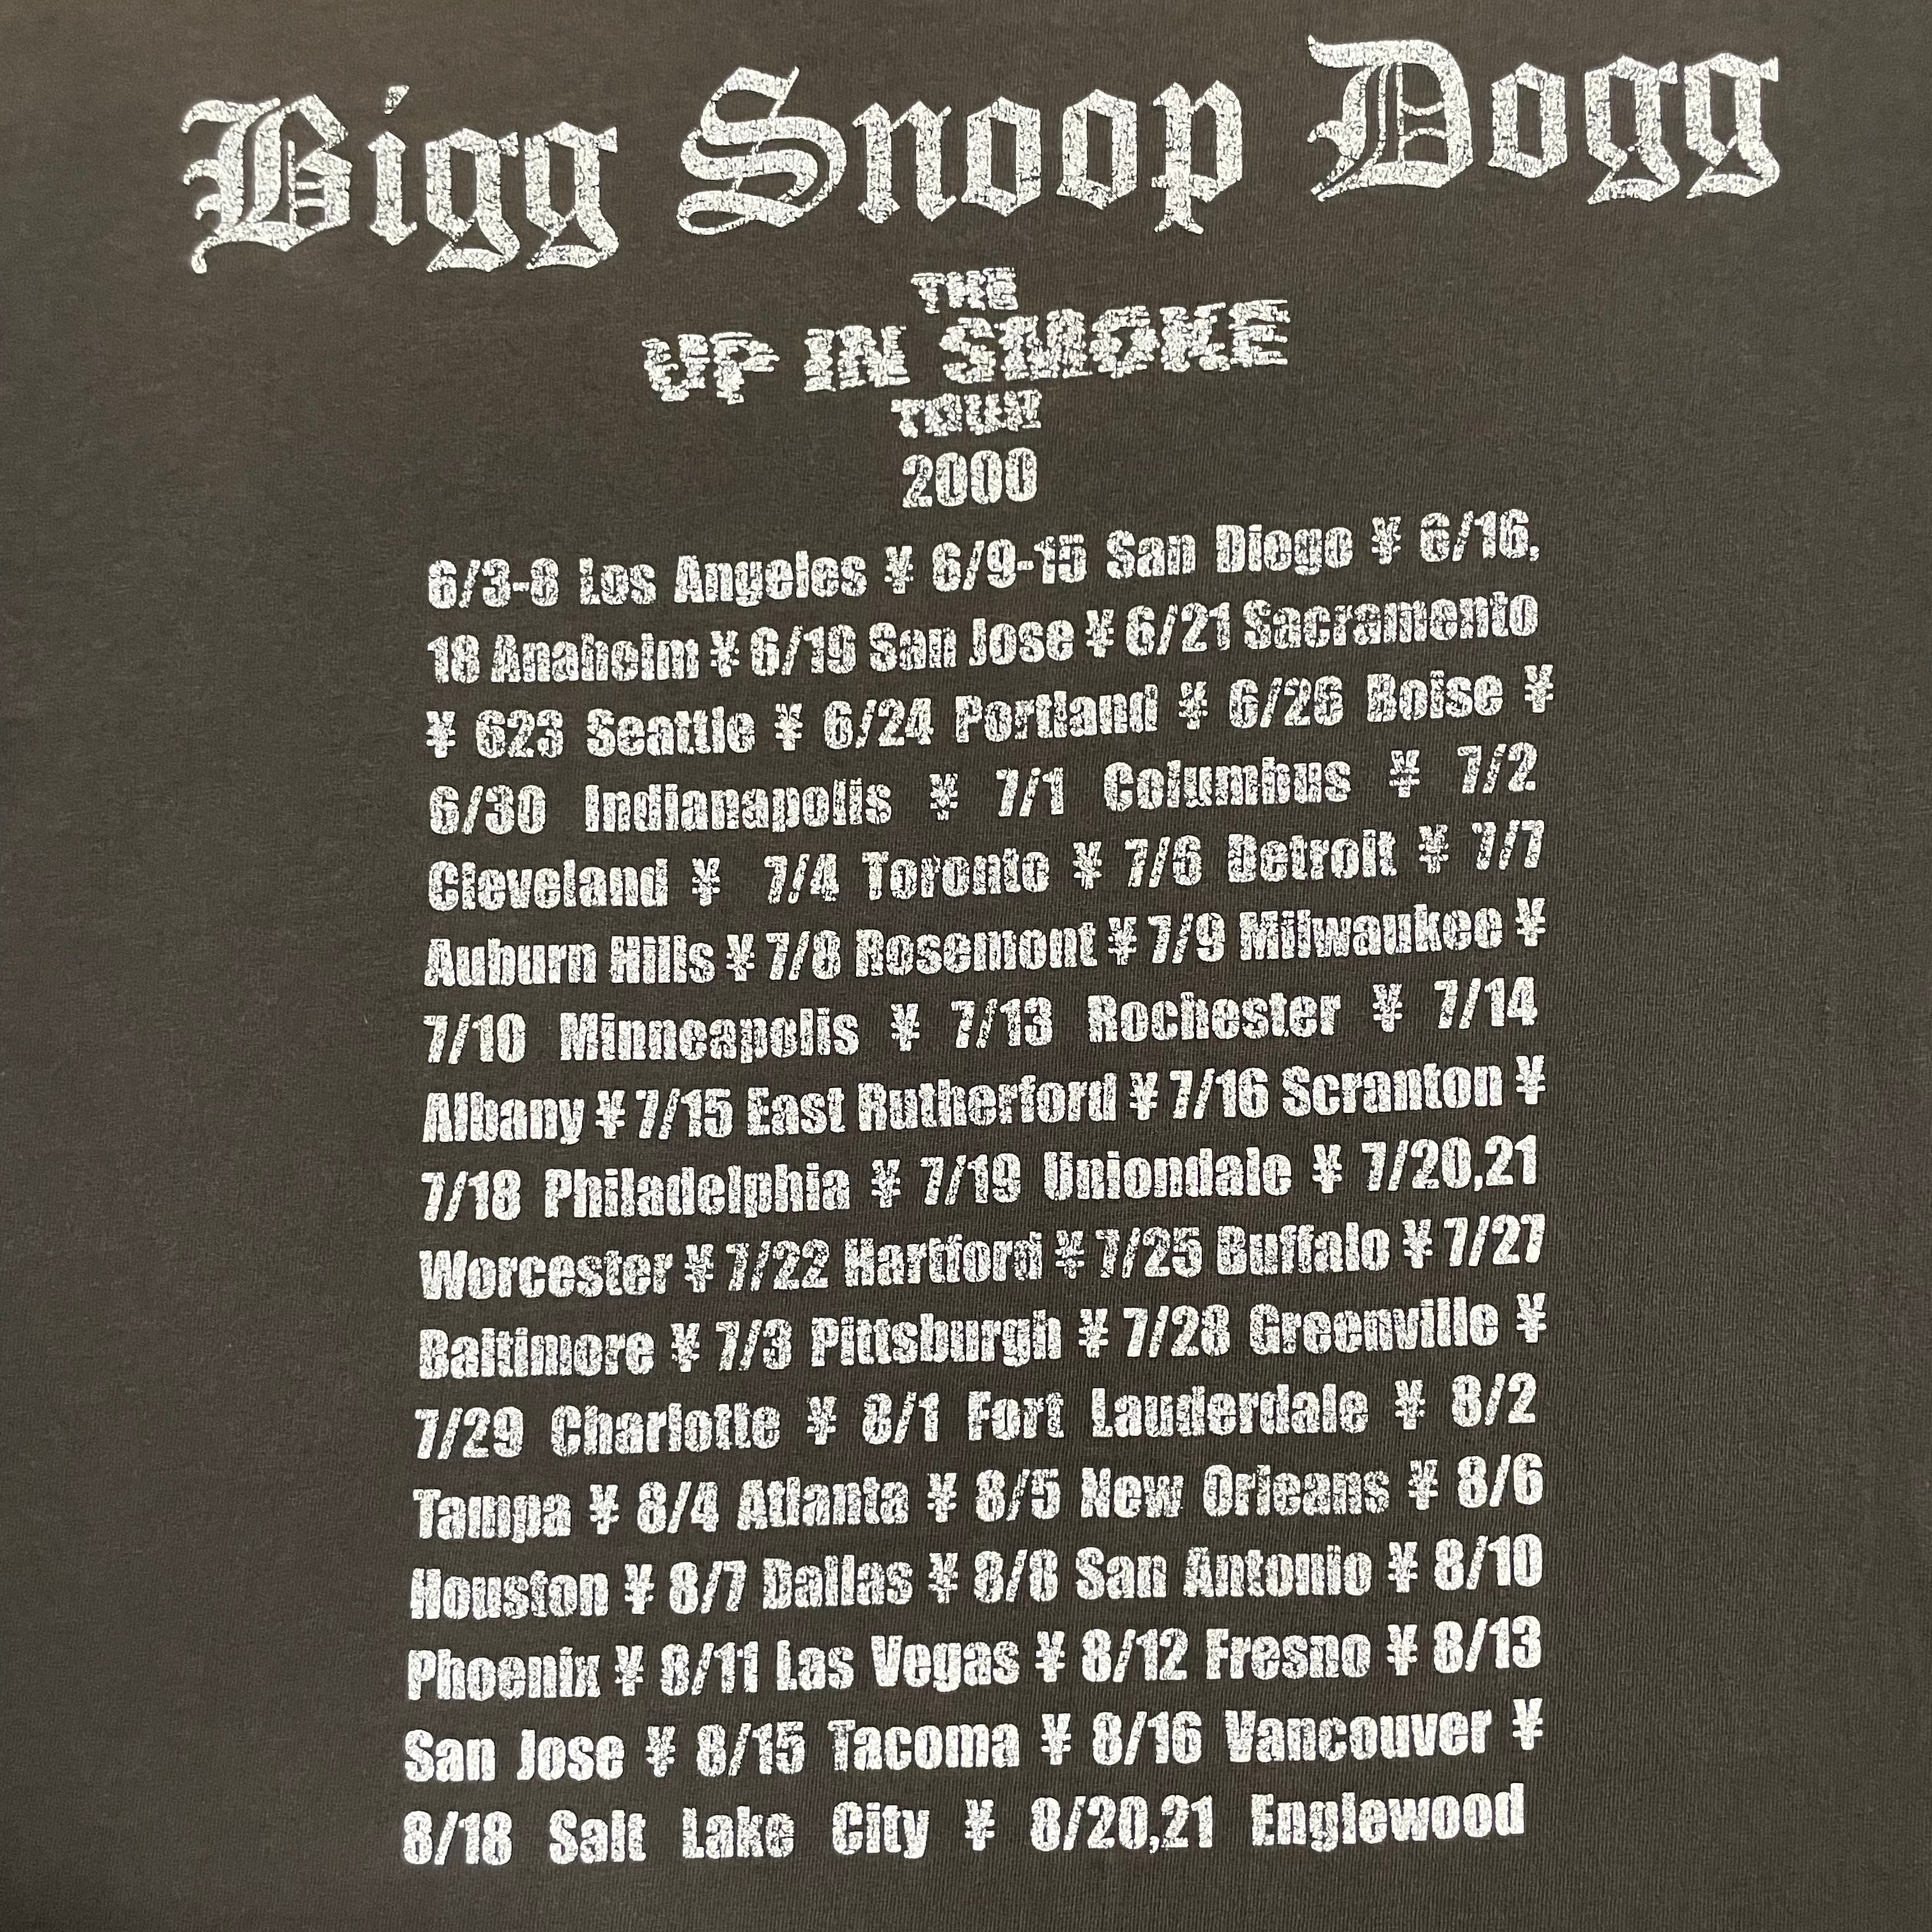 Bigg Snoop Dogg
THE
UP IN SMOKE
TOUR
2000
6/3-8 Los Angeles ¥ 6/9-15 San Diego ¥ 6/16,
18 Anaheim ¥ 6/19 San Jose ¥ 6/21 Sacramento
¥ 623 Seattle ¥ 6/24 Portland ¥ 6/26 Boise ¥
6/30 Indianapolis ¥ 7/1 Columbus ¥ 7/2
Cleveland ¥ 7/4 Toronto ¥ 7/6 Detroit ¥ 7/7
Auburn Hills ¥ 7/8 Rosemont ¥ 7/9 Milwaukee ¥
7/10 Minneapolis ¥ 7/13 Rochester ¥ 7/14
Albany ¥ 7/15 East Rutherford ¥ 7/16 Scranton ¥
7/18 Philadelphia ¥ 7/19 Uniondale ¥ 7/20,21
Worcester ¥ 7/22 Hartford ¥ 7/25 Buffalo ¥ 7/27
Baltimore ¥ 7/3 Pittsburgh ¥ 7/28 Greenville ¥
7/29 Charlotte ¥ 8/1 Fort Lauderdale ¥ 8/2
Tampa ¥ 8/4 Atlanta ¥ 8/5 New Orleans ¥ 8/6
Houston ¥ 8/7 Dallas ¥ 8/8 San Antonio ¥ 8/10
Phoenix ¥ 8/11 Las Vegas ¥ 8/12 Fresno ¥ 8/13
San Jose ¥ 8/15 Tacoma ¥ 8/16 Vancouver ¥
8/18 Salt Lake City ¥ 8/20,21 Englewood